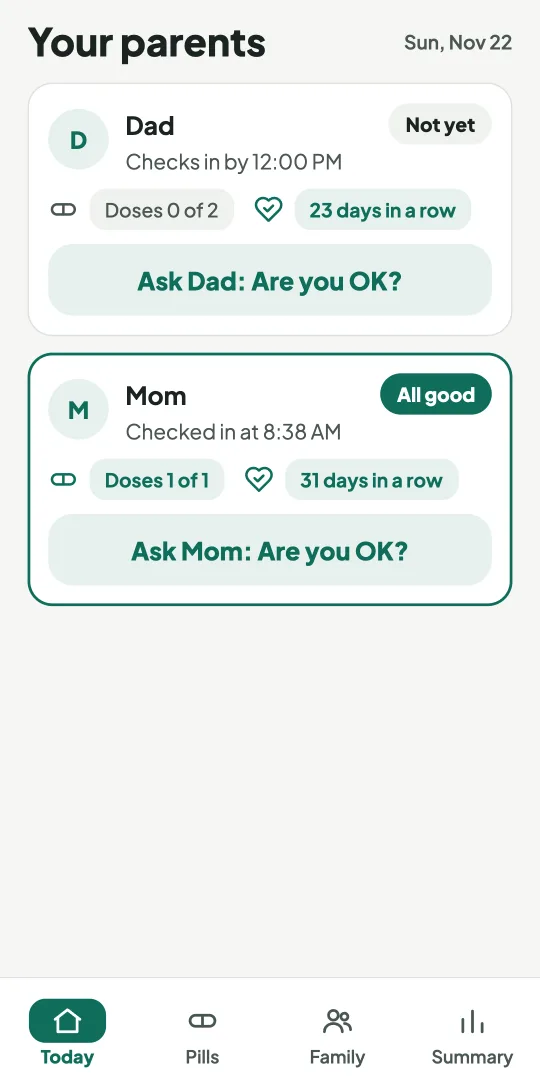 Your parents
Sun, Nov 22
D
Dad
Not yet
Checks in by 12:00 PM
Doses 0 of 2
23 days in a row
Ask Dad: Are you OK?
M
Mom
All good
Checked in at 8:38 AM
Doses 1 of 1
31 days in a row
Ask Mom: Are you OK?
Today
Pills
Family
Summary